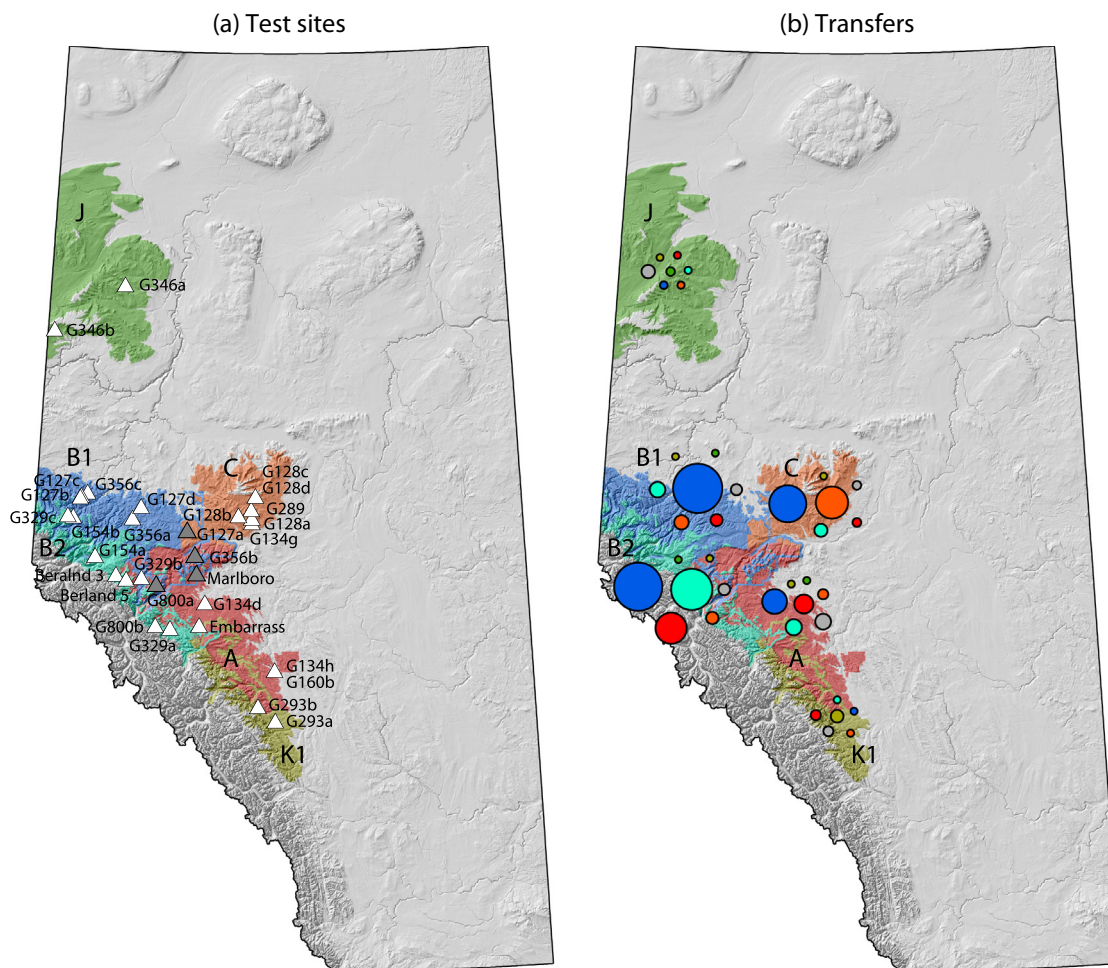 (a) Test sites
(b) Transfers
J
G346a
G346b
B1
C
G127c
G356c
G128c
G127b
G127d
G128d
G329c
G128b
G289
G154b
G356a
G127a
G128a
G134g
B2
G154a
G329b
G356b
Beralnd 3
Marlboro
Berland 5
G800a
G134d
G800b
Embarrass
G329a
A
G134h
G160b
G293b
G293a
K1
J
B1
C
B2
A
K1